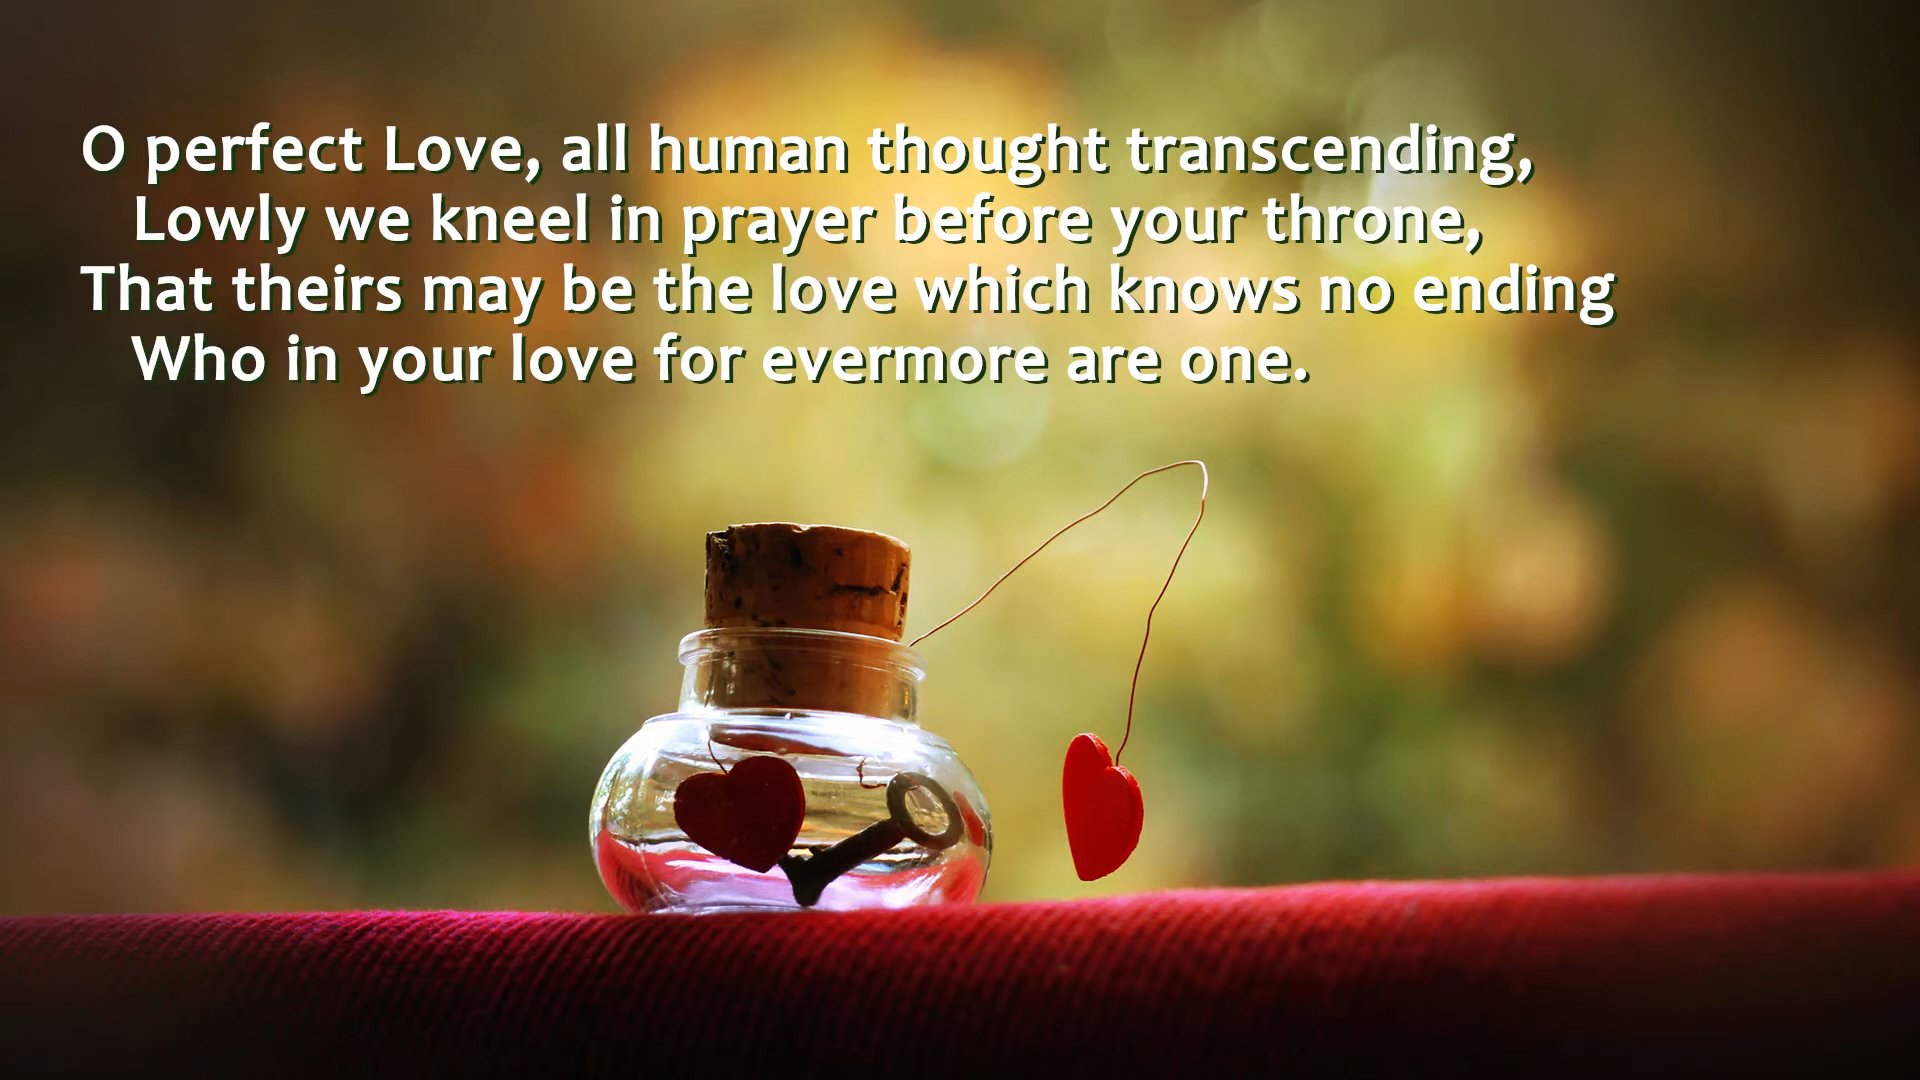 O perfect Love, all human thought transcending,
Lowly we kneel in prayer before your throne,
That theirs may be the love which knows no ending
Who in your love for evermore are one.